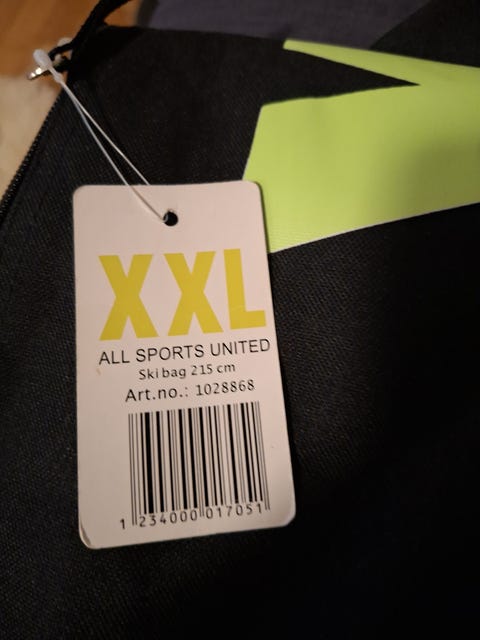 XXL
ALL SPORTS UNITED
Ski bag 215 cm
Art.no.: 1028868
1 234000 017051